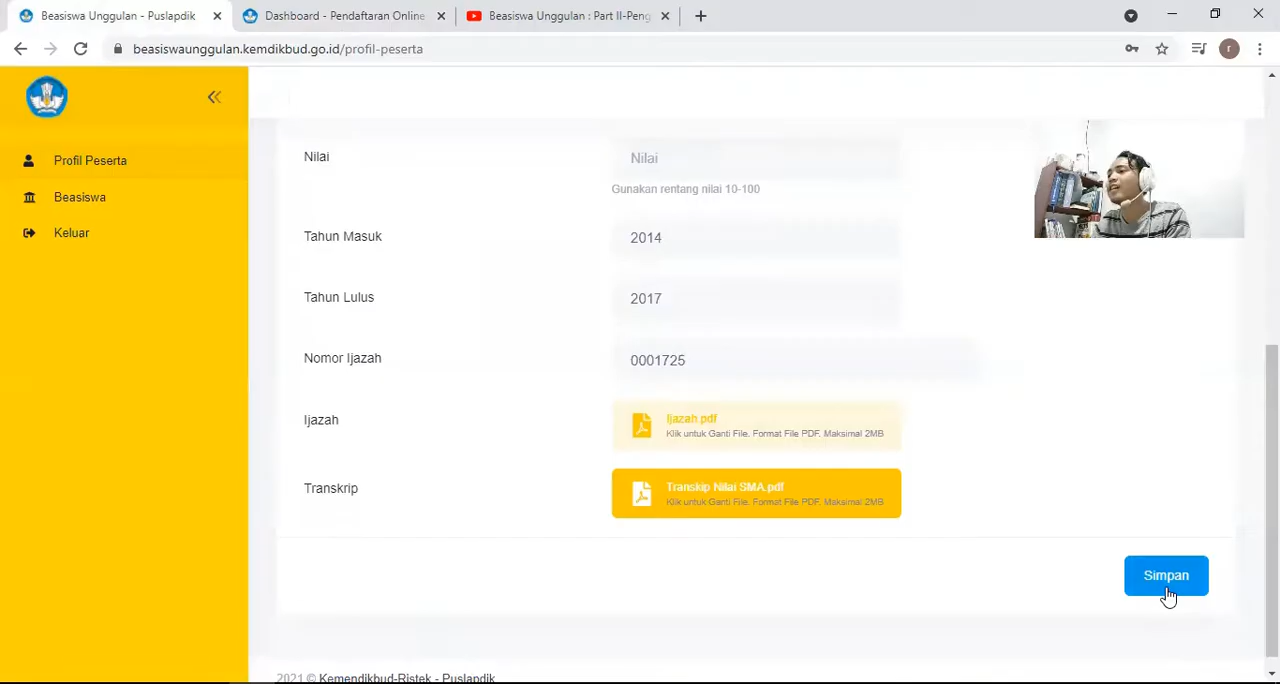 Beasiswa Unggulan - Puslapdik
Dashboard - Pendaftaran Online
Beasiswa Unggulan : Part II-Peng
beasiswaunggulan.kemdikbud.go.id/profil-peserta
r
Profil Peserta
Beasiswa
Keluar
Nilai
Nilai
Gunakan rentang nilai 10-100
Tahun Masuk
2014
Tahun Lulus
2017
Nomor Ijazah
0001725
Ijazah
Ijazah.pdf
Klik untuk Ganti File. Format File PDF. Maksimal 2MB
Transkrip
Transkip Nilai SMA.pdf
Klik untuk Ganti File. Format File PDF. Maksimal 2MB
Simpan
2021 © Kemendikbud-Ristek - Puslapdik